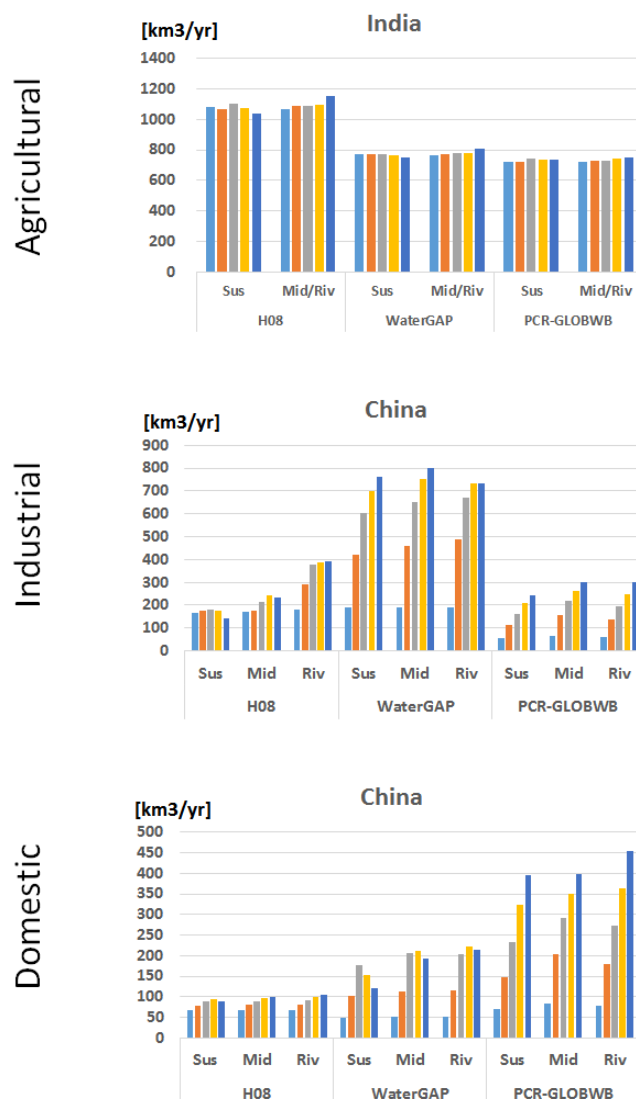 Agricultural
[km3/yr] India
1400
1200
1000
800
600
400
200
0
Sus Mid/Riv Sus Mid/Riv Sus Mid/Riv
H08 WaterGAP PCR-GLOBWB
Industrial
[km3/yr] China
900
800
700
600
500
400
300
200
100
0
Sus Mid Riv Sus Mid Riv Sus Mid Riv
H08 WaterGAP PCR-GLOBWB
Domestic
[km3/yr] China
500
450
400
350
300
250
200
150
100
50
0
Sus Mid Riv Sus Mid Riv Sus Mid Riv
H08 WaterGAP PCR-GLOBWB